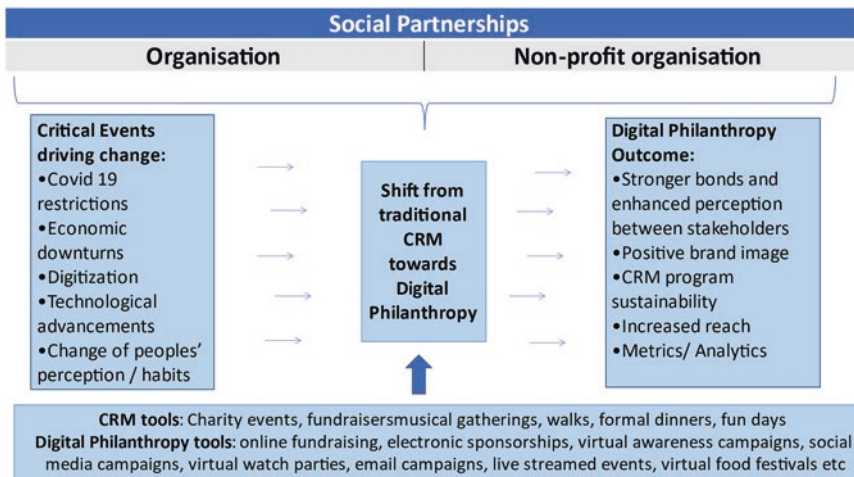 Social Partnerships
Organisation
Non-profit organisation
Critical Events
driving change:
•Covid 19
restrictions
•Economic
downturns
•Digitization
•Technological
advancements
•Change of peoples’
perception / habits
Shift from
traditional
CRM
towards
Digital
Philanthropy
Digital Philanthropy
Outcome:
•Stronger bonds and
enhanced perception
between stakeholders
•Positive brand image
•CRM program
sustainability
•Increased reach
•Metrics/ Analytics
CRM tools: Charity events, fundraisersmusical gatherings, walks, formal dinners, fun days
Digital Philanthropy tools: online fundraising, electronic sponsorships, virtual awareness campaigns, social
media campaigns, virtual watch parties, email campaigns, live streamed events, virtual food festivals etc